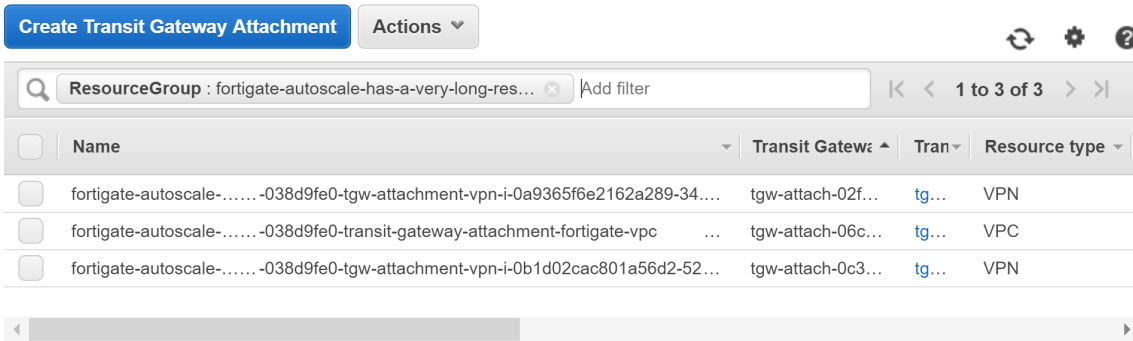 Create Transit Gateway Attachment Actions
ResourceGroup : fortigate-autoscale-has-a-very-long-res… Add filter 1 to 3 of 3
Name Transit Gatewa Tran Resource type
fortigate-autoscale-……-038d9fe0-tgw-attachment-vpn-i-0a9365f6e2162a289-34.… tgw-attach-02f… tg… VPN
fortigate-autoscale-……-038d9fe0-transit-gateway-attachment-fortigate-vpc … tgw-attach-06c… tg… VPC
fortigate-autoscale-……-038d9fe0-tgw-attachment-vpn-i-0b1d02cac801a56d2-52… tgw-attach-0c3… tg… VPN